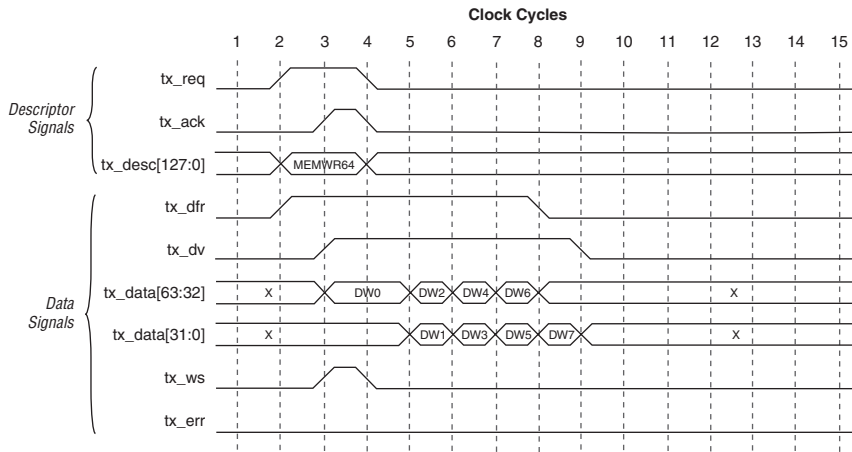 Clock Cycles
1 2 3 4 5 6 7 8 9 10 11 12 13 14 15
Descriptor
Signals
tx_req
tx_ack
tx_desc[127:0]
MEMWR64
Data
Signals
tx_dfr
tx_dv
tx_data[63:32]
X DW0 DW2 DW4 DW6 X
tx_data[31:0]
X DW1 DW3 DW5 DW7 X
tx_ws
tx_err